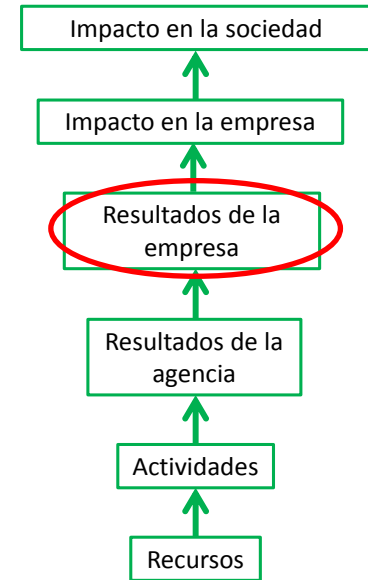 Impacto en la sociedad
Impacto en la empresa
Resultados de la
empresa
Resultados de la
agencia
Actividades
Recursos